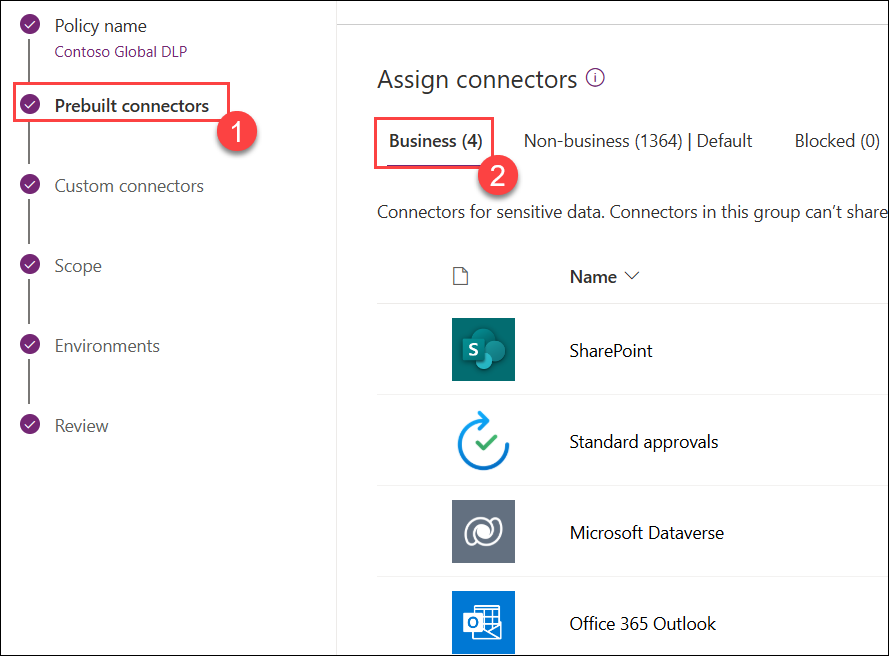 Policy name
Contoso Global DLP
Prebuilt connectors
1
Custom connectors
Scope
Environments
Review
Assign connectors
Business (4) Non-business (1364) | Default Blocked (0)
2
Connectors for sensitive data. Connectors in this group can’t share
Name
S SharePoint
Standard approvals
Microsoft Dataverse
O Office 365 Outlook